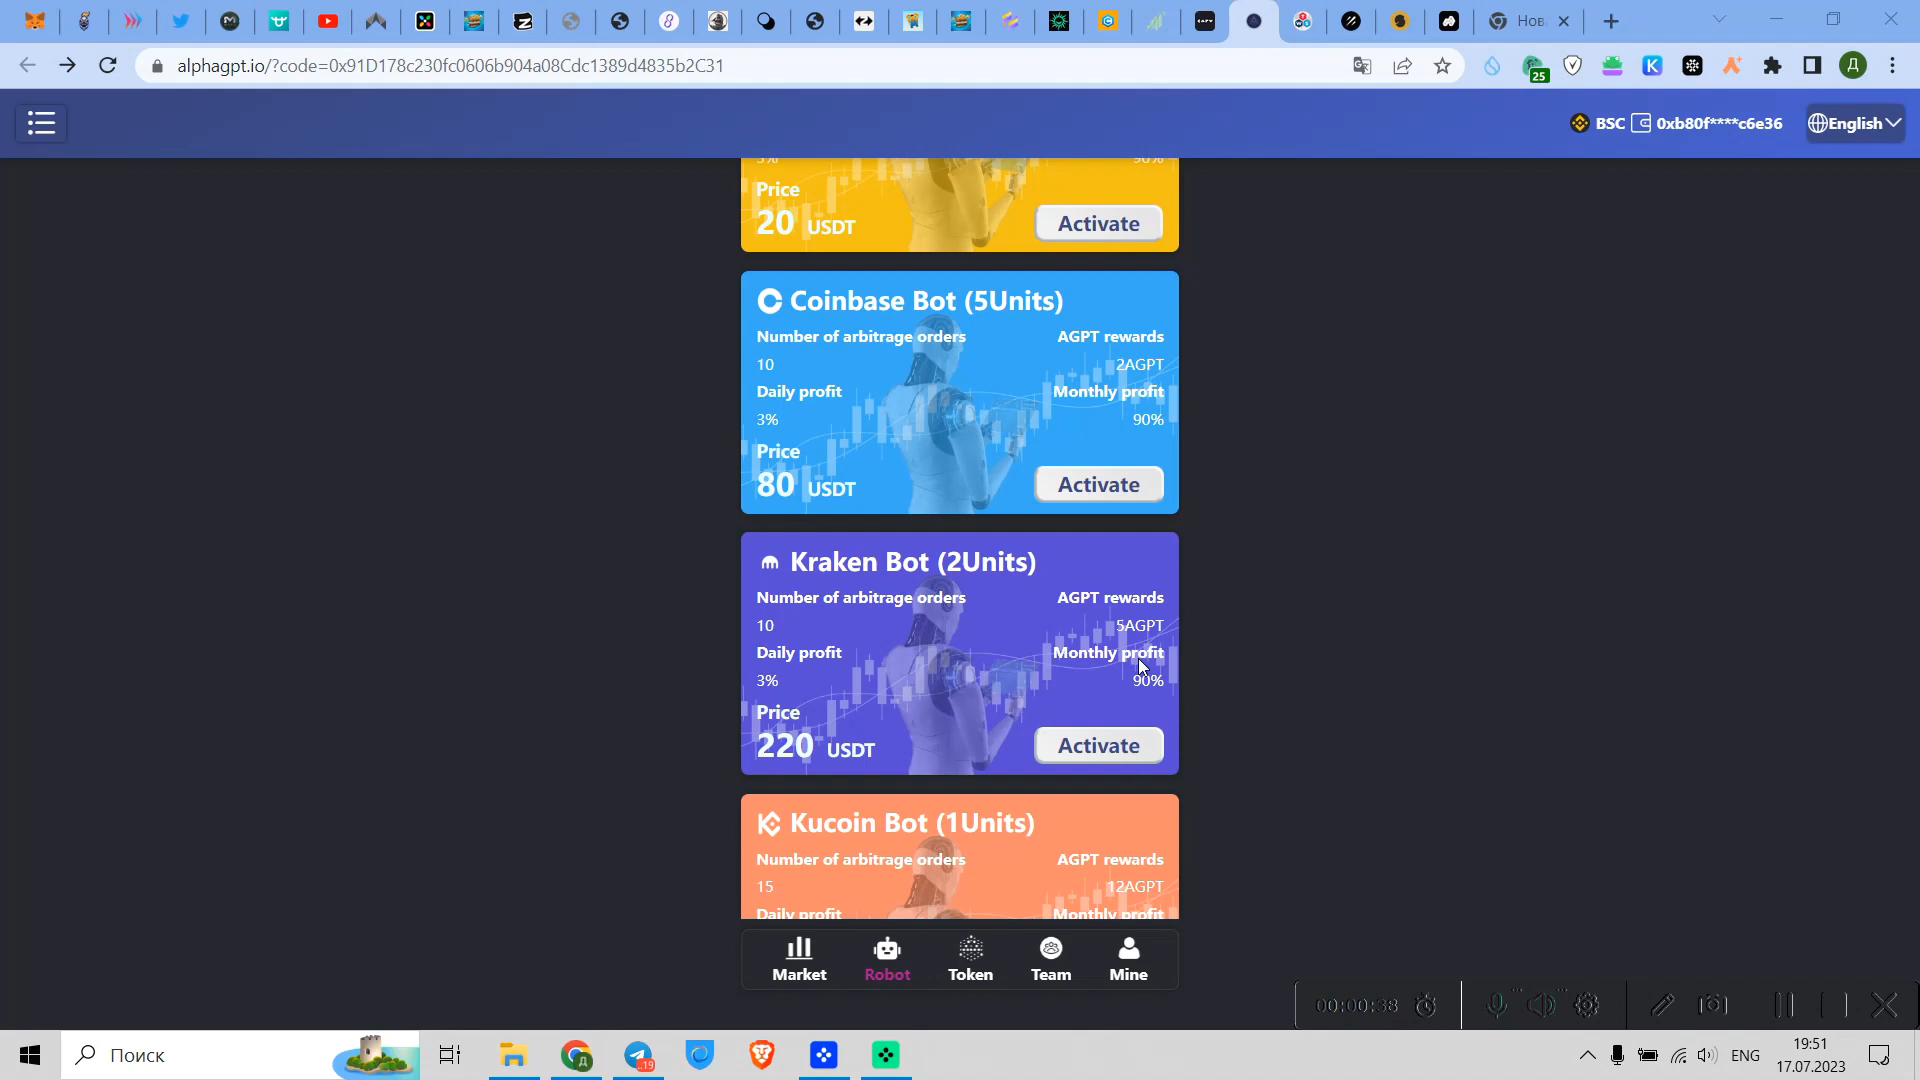 Нов
alphagpt.io/?code=0x91D178c230fc0606b904a08Cdc1389d4835b2C31
25
Д
BSC
0xb80f****c6e36
English
90%
Price
20 USDT
Activate
Coinbase Bot (5Units)
Number of arbitrage orders
AGPT rewards
10
2AGPT
Daily profit
Monthly profit
3%
90%
Price
80 USDT
Activate
Kraken Bot (2Units)
Number of arbitrage orders
AGPT rewards
10
5AGPT
Daily profit
Monthly profit
3%
90%
Price
220 USDT
Activate
Kucoin Bot (1Units)
Number of arbitrage orders
AGPT rewards
15
12AGPT
Daily profit
Monthly profit
Market
Robot
Token
Team
Mine
00:00:38
Поиск
19
ENG
19:51
17.07.2023